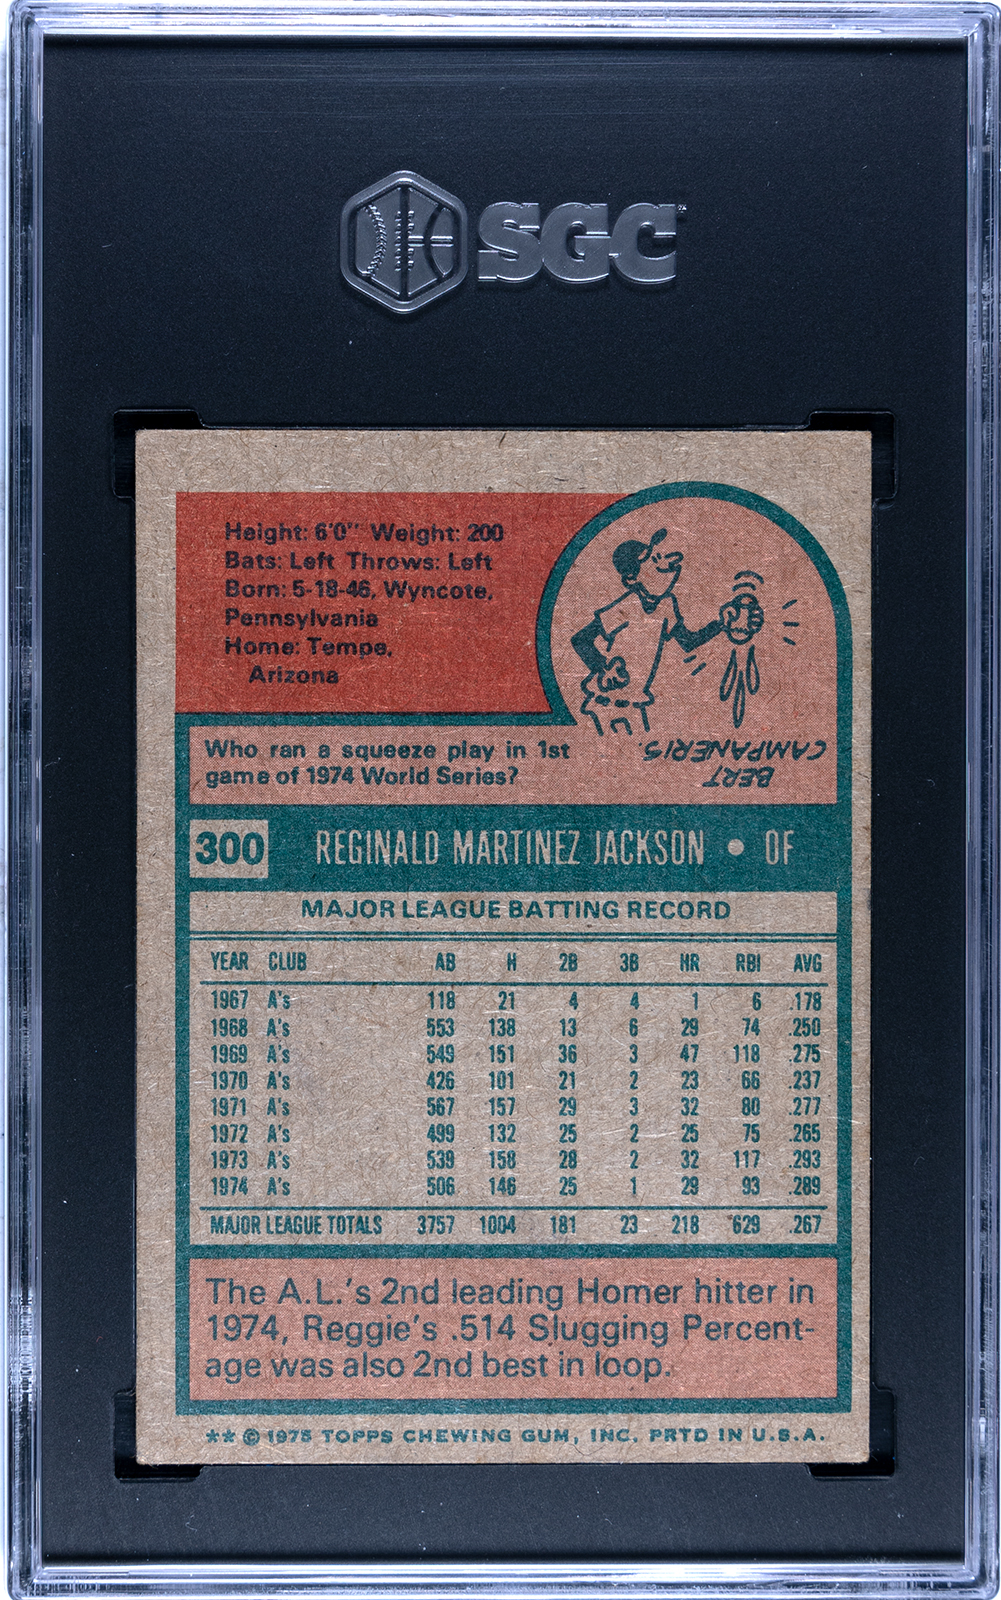 SGC
Height: 6'0" Weight: 200
Bats: Left Throws: Left
Born: 5-18-46, Wyncote,
Pennsylvania
Home: Tempe,
Arizona
BERT
CAMPANERIS.
Who ran a squeeze play in 1st
game of 1974 World Series?
300 REGINALD MARTINEZ JACKSON • OF
MAJOR LEAGUE BATTING RECORD
YEAR CLUB AB H 2B 3B HR RBI AVG
1967 A's 118 21 4 4 1 6 .178
1968 A's 553 138 13 6 29 74 .250
1969 A's 549 151 36 3 47 118 .275
1970 A's 426 101 21 2 23 66 .237
1971 A's 567 157 29 3 32 80 .277
1972 A's 499 132 25 2 25 75 .265
1973 A's 539 158 28 2 32 117 .293
1974 A's 506 146 25 1 29 93 .289
MAJOR LEAGUE TOTALS 3757 1004 181 23 218 629 .267
The A.L.'s 2nd leading Homer hitter in
1974, Reggie's .514 Slugging Percent-
age was also 2nd best in loop.
** © 1975 TOPPS CHEWING GUM, INC. PRTD IN U.S.A.